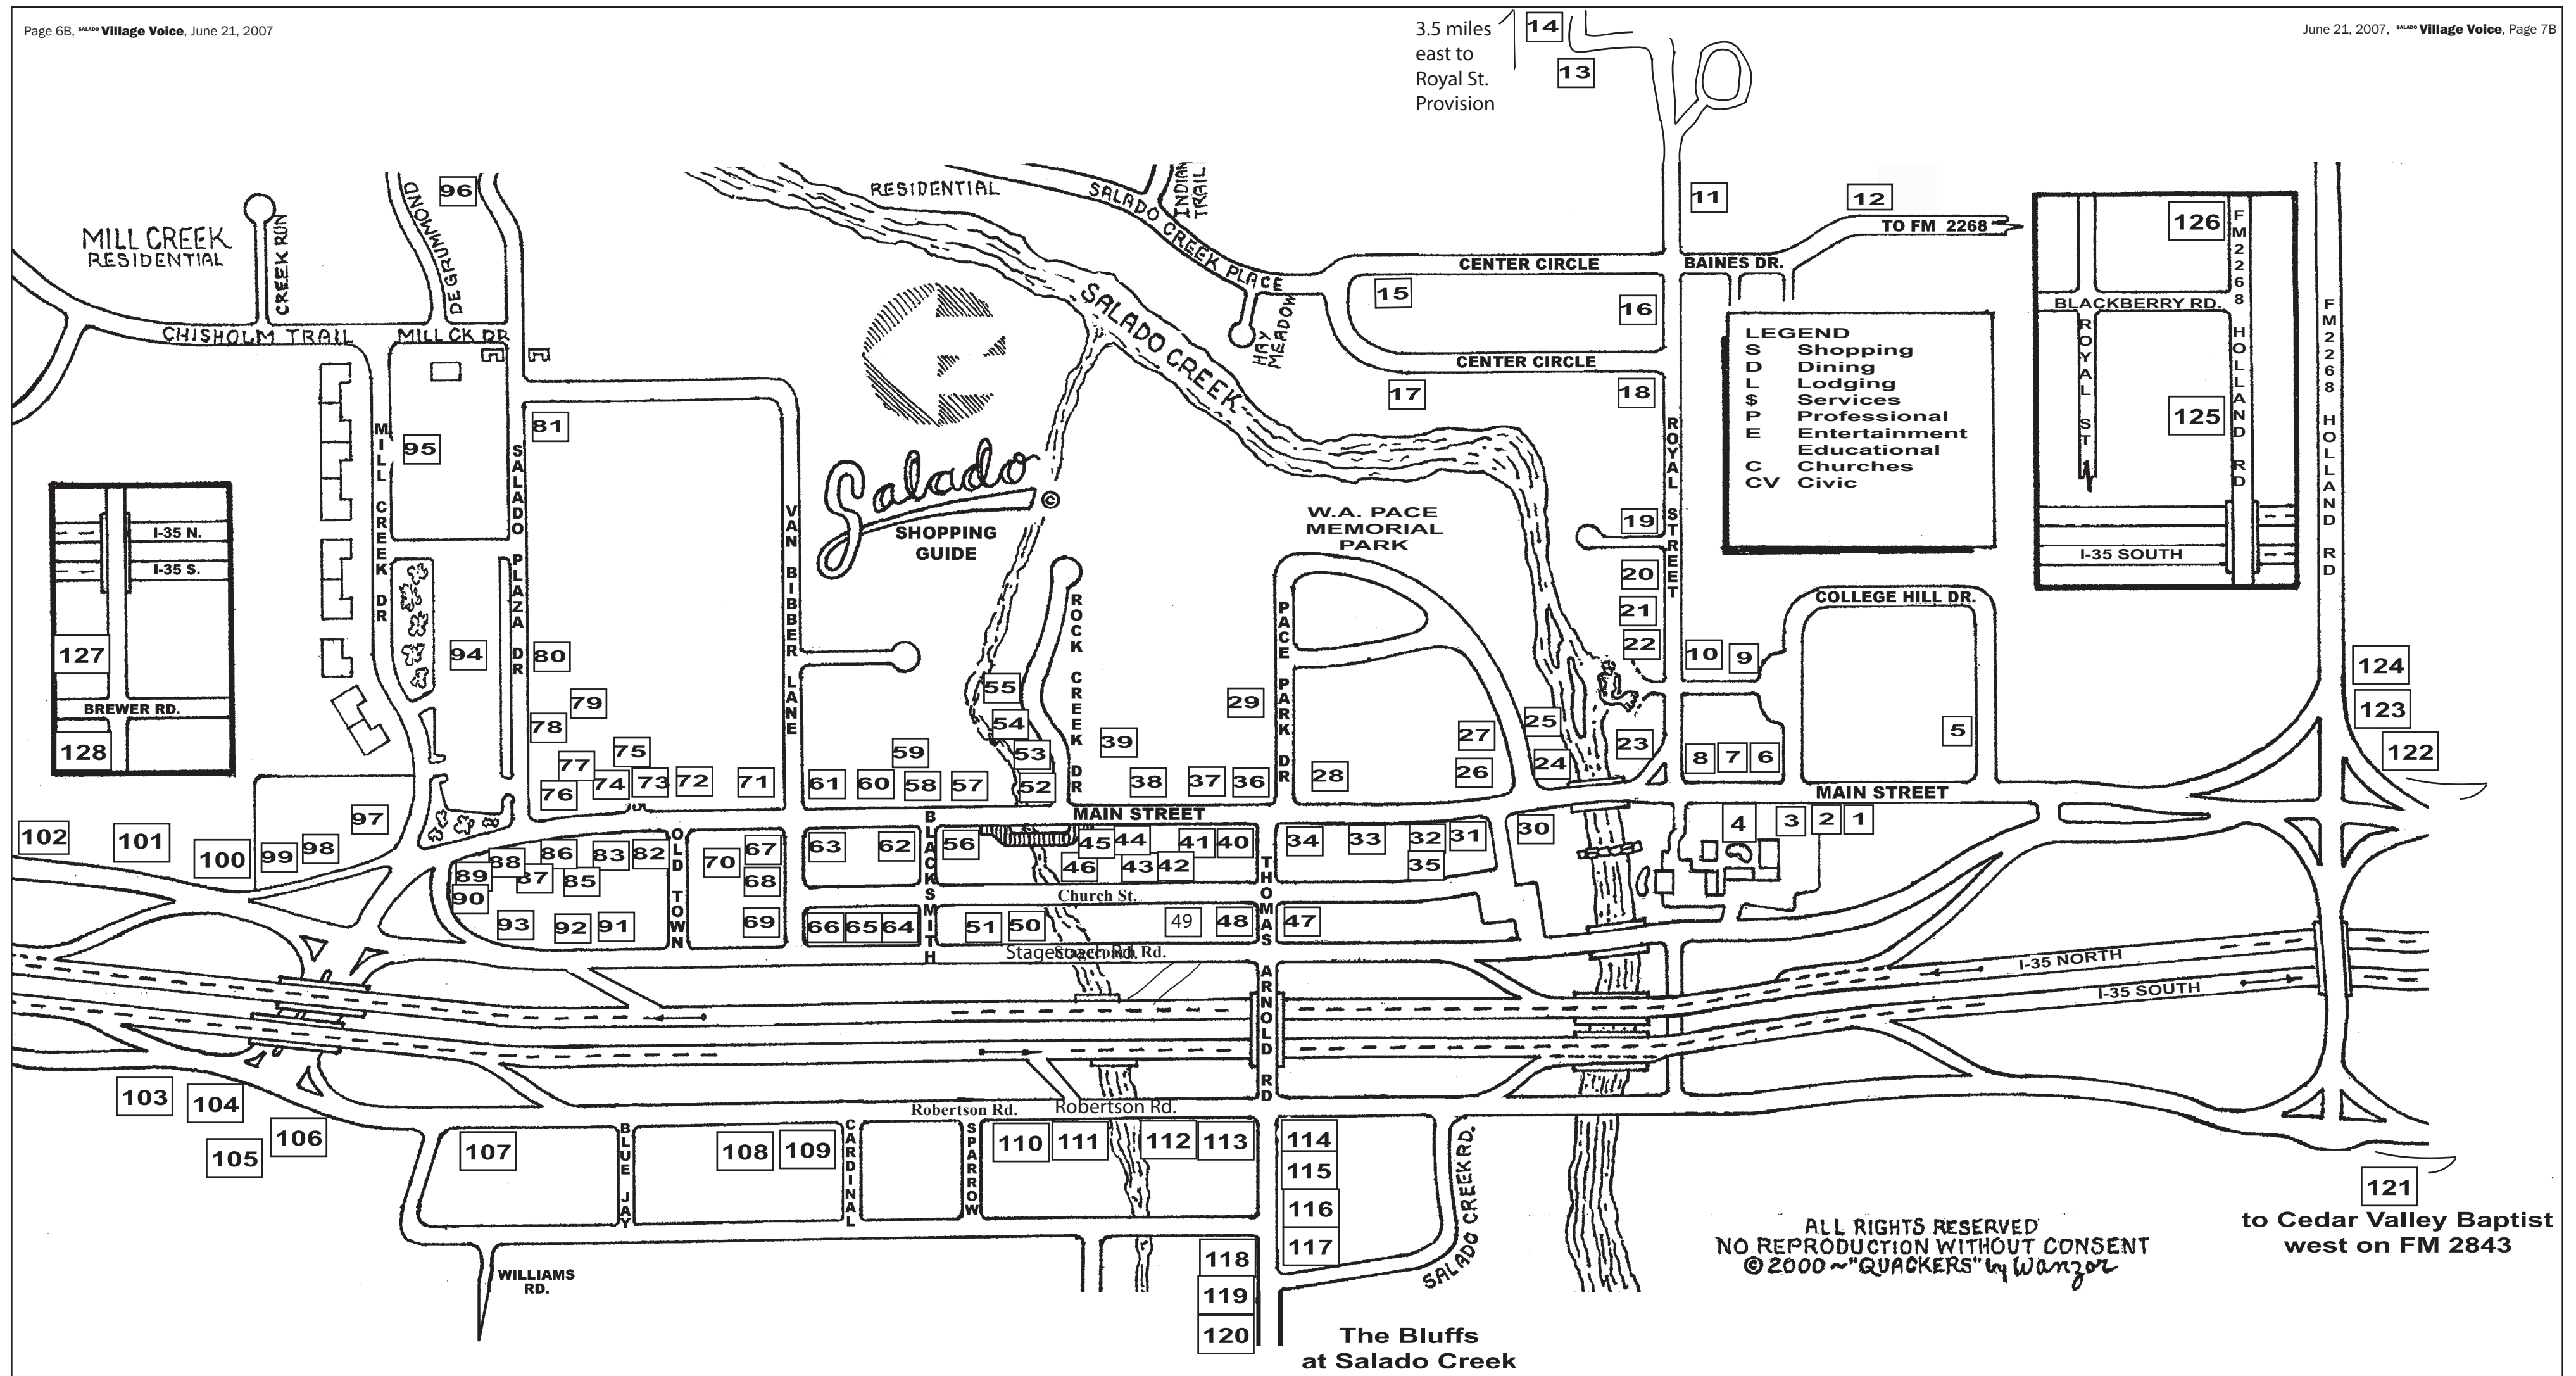 Page 6B, SALADO Village Voice, June 21, 2007
June 21, 2007, SALADO Village Voice, Page 7B
3.5 miles
east to
Royal St.
Provision
14
13
11
12
TO FM 2268
96
DEGRUMMOND
CREEK RUN
MILL CREEK
RESIDENTIAL
CHISHOLM TRAIL
MILL CK DR
RESIDENTIAL
SALADO CREEK PLACE
INDIAN
TRAIL
HAY
MEADOW
SALADO CREEK
CENTER CIRCLE
BAINES DR.
15
16
CENTER CIRCLE
17
18
LEGEND
S Shopping
D Dining
L Lodging
$ Services
P Professional
E Entertainment
Educational
C Churches
CV Civic
126
FM 2268 HOLLAND RD
BLACKBERRY RD.
ROYAL ST
125
I-35 SOUTH
FM 2268 HOLLAND RD
81
95
MILL CREEK DR
SALADO PLAZA DR
VAN BIBBER LANE
Salado ©
SHOPPING
GUIDE
W.A. PACE
MEMORIAL
PARK
ROYAL STREET
19
20
21
22
10
9
COLLEGE HILL DR.
5
I-35 N.
I-35 S.
127
BREWER RD.
128
94
80
79
78
77
75
76
74
73
72
71
61
60
59
58
57
55
54
53
52
ROCK CREEK DR
39
38
37
36
29
PACE PARK DR
28
27
26
25
24
23
8
7
6
124
123
122
MAIN STREET
MAIN STREET
97
102
101
100
99
98
88
86
83
82
89
87
85
90
93
92
91
OLD TOWN
70
67
68
69
63
62
66
65
64
BLACKSMITH
56
45
44
41
40
46
43
42
Church St.
51
50
49
48
THOMAS ARNOLD RD
34
33
32
31
35
47
30
4
3
2
1
Stagecoach Rd.
Stagecoach Rd.
I-35 NORTH
I-35 SOUTH
103
104
105
106
Robertson Rd.
Robertson Rd.
107
BLUE JAY
108
109
CARDINAL
SPARROW
110
111
112
113
114
115
116
117
118
119
120
SALADO CREEK RD.
WILLIAMS
RD.
The Bluffs
at Salado Creek
ALL RIGHTS RESERVED
NO REPRODUCTION WITHOUT CONSENT
© 2000 ~ "QUACKERS" by Wanzor
121
to Cedar Valley Baptist
west on FM 2843